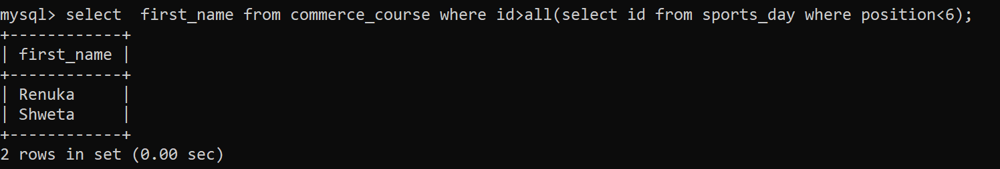 mysql> select  first_name from commerce_course where id>all(select id from sports_day where position<6);
+------------+
| first_name |
+------------+
| Renuka     |
| Shweta     |
+------------+
2 rows in set (0.00 sec)